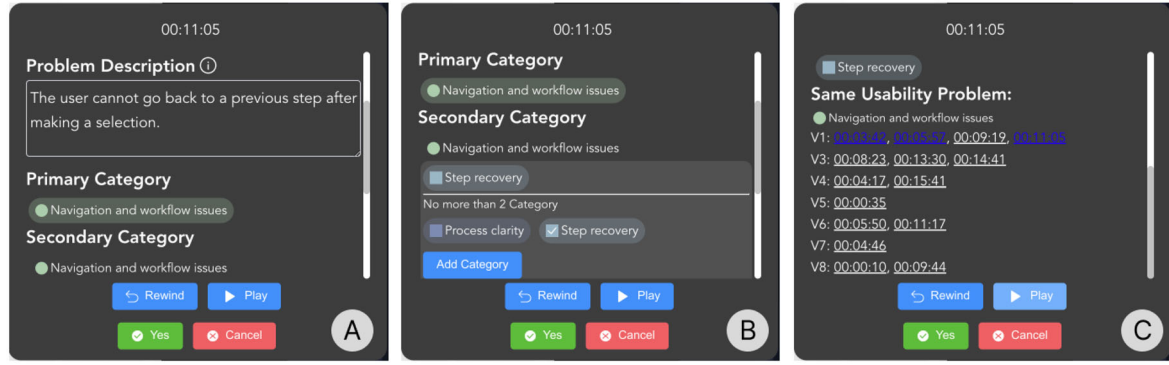 00:11:05
Problem Description
The user cannot go back to a previous step after
making a selection.
Primary Category
Navigation and workflow issues
Secondary Category
Navigation and workflow issues
Rewind Play
Yes Cancel
A
00:11:05
Primary Category
Navigation and workflow issues
Secondary Category
Navigation and workflow issues
Step recovery
No more than 2 Category
Process clarity Step recovery
Add Category
Rewind Play
Yes Cancel
B
00:11:05
Step recovery
Same Usability Problem:
Navigation and workflow issues
V1: 00:03:42, 00:05:57, 00:09:19, 00:11:05
V3: 00:08:23, 00:13:30, 00:14:41
V4: 00:04:17, 00:15:41
V5: 00:00:35
V6: 00:05:50, 00:11:17
V7: 00:04:46
V8: 00:00:10, 00:09:44
Rewind Play
Yes Cancel
C